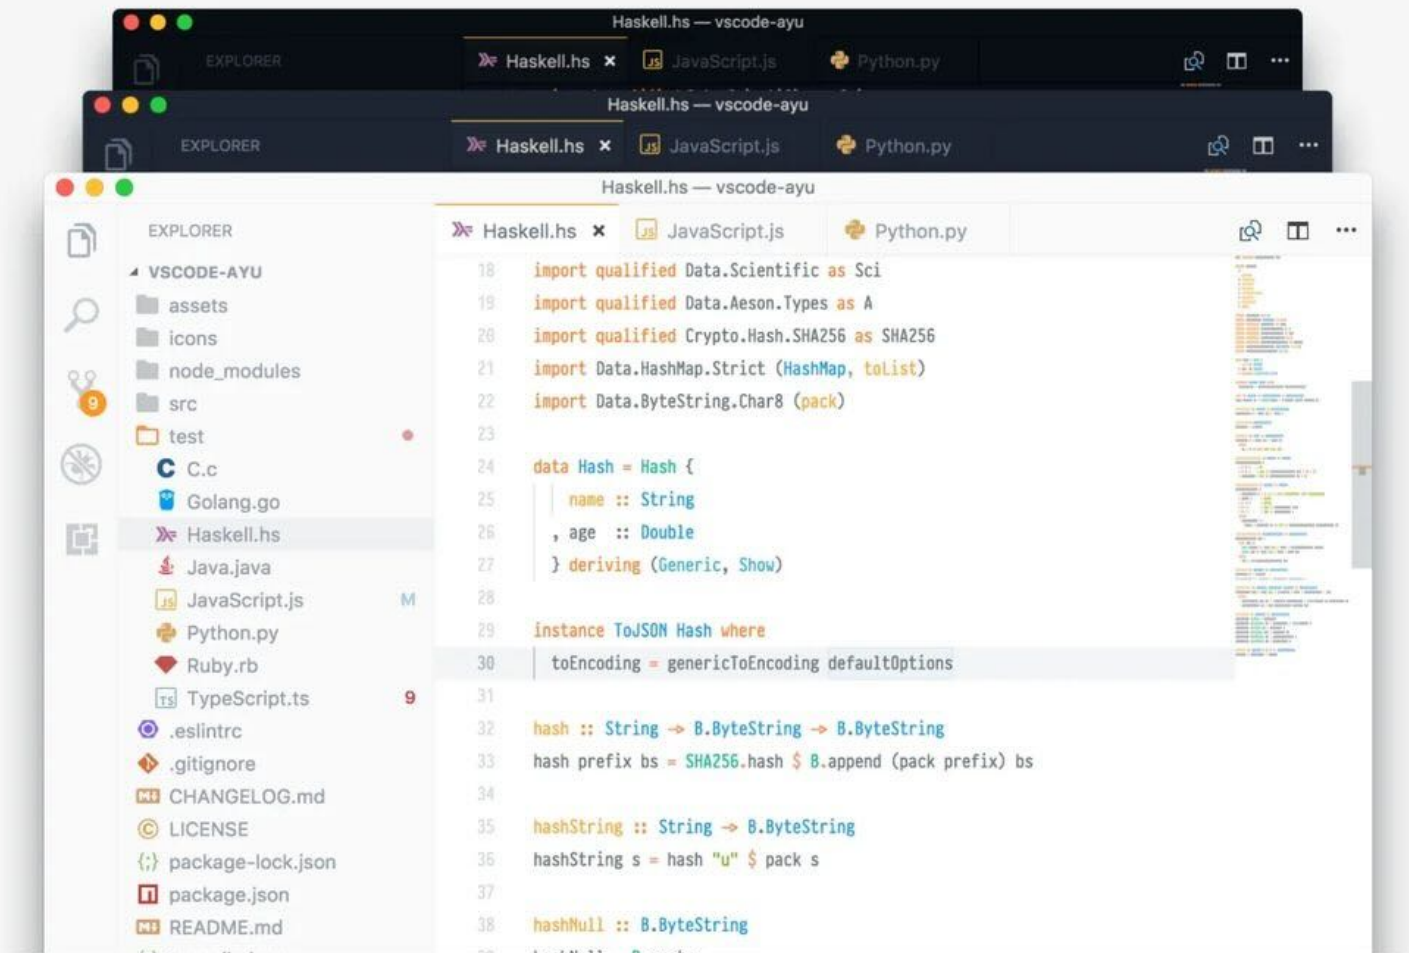 Haskell.hs — vscode-ayu
EXPLORER
Haskell.hs × JavaScript.js Python.py
Haskell.hs — vscode-ayu
EXPLORER
Haskell.hs × JavaScript.js Python.py
Haskell.hs — vscode-ayu
EXPLORER
Haskell.hs × JavaScript.js Python.py
VSCODE-AYU
assets
icons
node_modules
src
9
test
C C.c
Golang.go
Haskell.hs
Java.java
JS JavaScript.js M
Python.py
Ruby.rb
TS TypeScript.ts 9
.eslintrc
.gitignore
CHANGELOG.md
LICENSE
package-lock.json
package.json
README.md
18 import qualified Data.Scientific as Sci
19 import qualified Data.Aeson.Types as A
20 import qualified Crypto.Hash.SHA256 as SHA256
21 import Data.HashMap.Strict (HashMap, toList)
22 import Data.ByteString.Char8 (pack)
23
24 data Hash = Hash {
25 name :: String
26 , age :: Double
27 } deriving (Generic, Show)
28
29 instance ToJSON Hash where
30 toEncoding = genericToEncoding defaultOptions
31
32 hash :: String -> B.ByteString -> B.ByteString
33 hash prefix bs = SHA256.hash $ B.append (pack prefix) bs
34
35 hashString :: String -> B.ByteString
36 hashString s = hash "u" $ pack s
37
38 hashNull :: B.ByteString